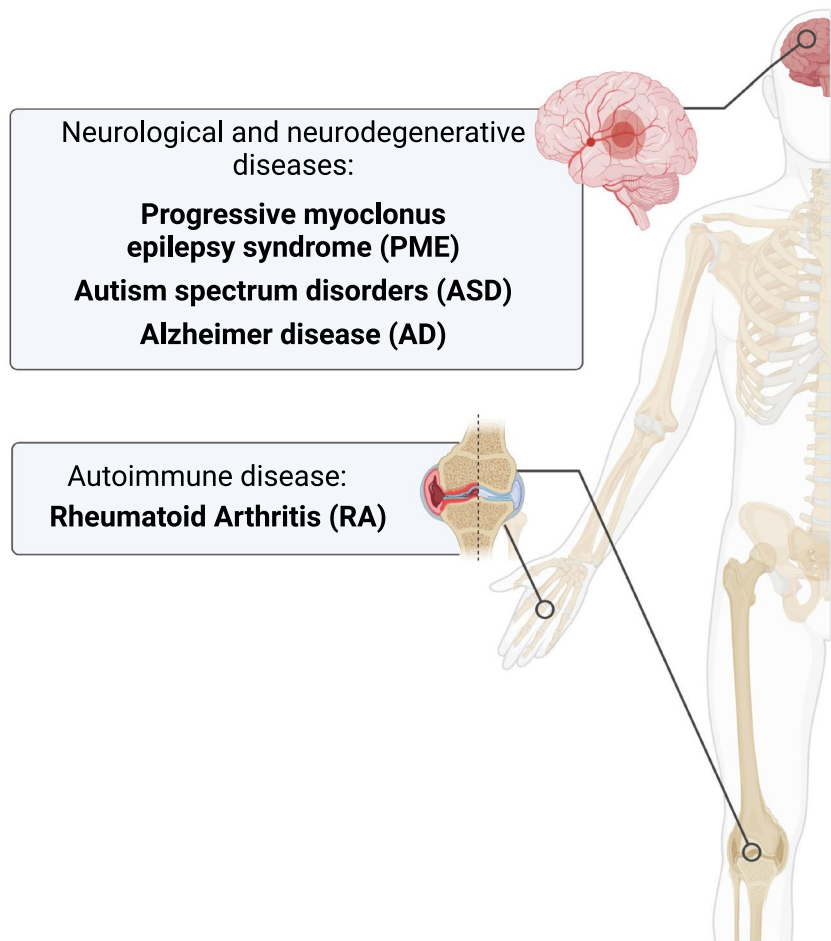 Neurological and neurodegenerative
diseases:
Progressive myoclonus
epilepsy syndrome (PME)
Autism spectrum disorders (ASD)
Alzheimer disease (AD)
Autoimmune disease:
Rheumatoid Arthritis (RA)